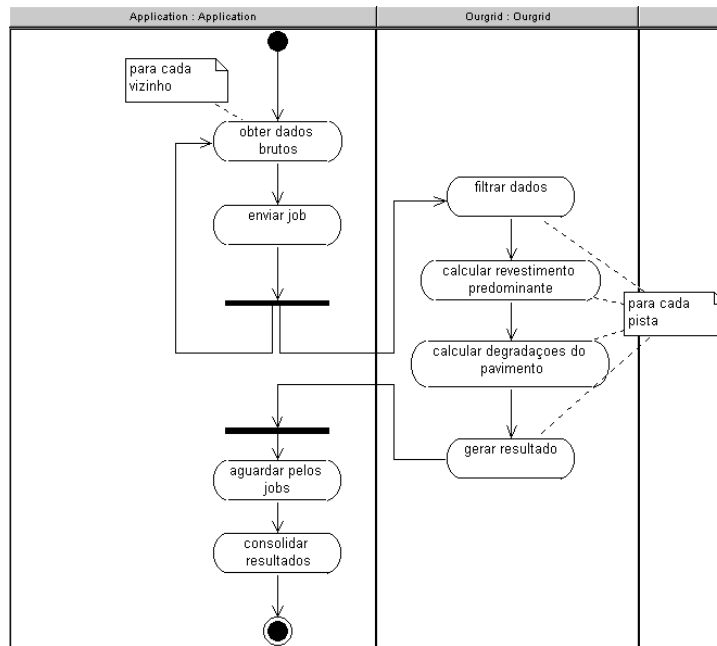 Application : Application
Ourgrid : Ourgrid
para cada
vizinho
obter dados
brutos
enviar job
filtrar dados
calcular revestimento
predominante
para cada
pista
calcular degradaçoes do
pavimento
gerar resultado
aguardar pelos
jobs
consolidar
resultados